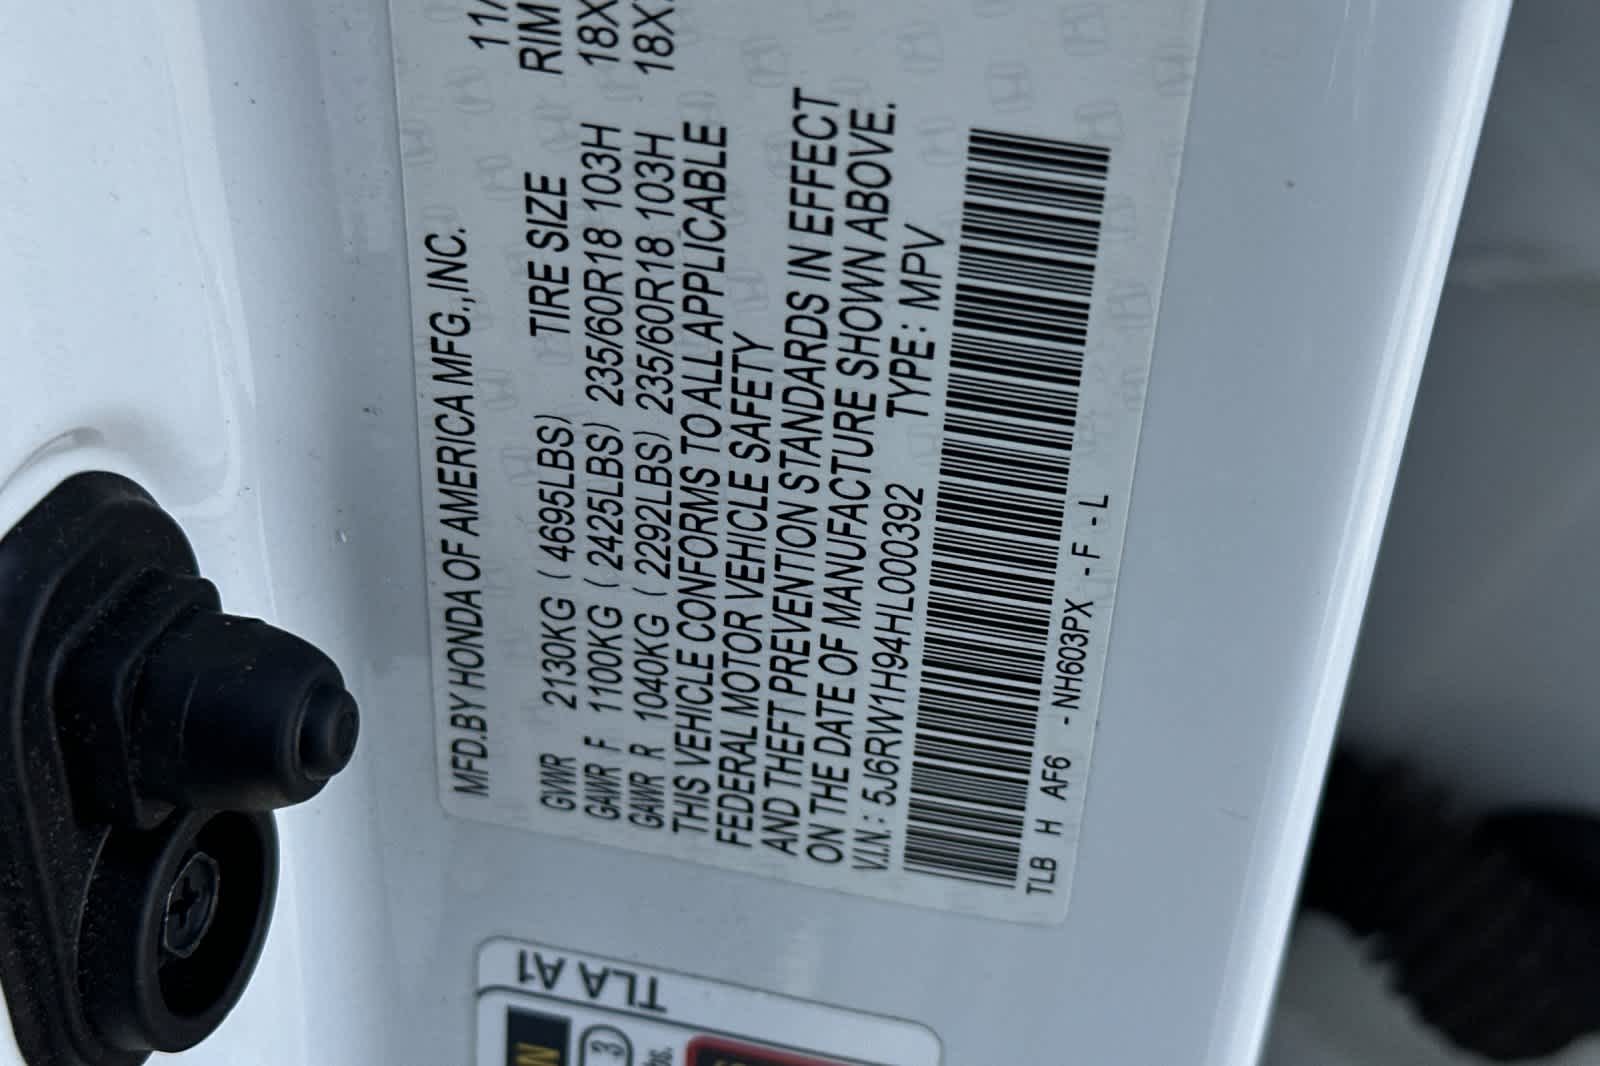 MFD.BY HONDA OF AMERICA MFG.,INC. 11/
GVWR 2130KG ( 4695LBS) TIRE SIZE RIM
GAWR F 1100KG ( 2425LBS) 235/60R18 103H 18X
GAWR R 1040KG ( 2292LBS) 235/60R18 103H 18X
THIS VEHICLE CONFORMS TO ALL APPLICABLE
FEDERAL MOTOR VEHICLE SAFETY
AND THEFT PREVENTION STANDARDS IN EFFECT
ON THE DATE OF MANUFACTURE SHOWN ABOVE.
V.I.N.: 5J6RW1H94HL000392 TYPE: MPV
TLB H AF6 - NH603PX - F - L
TLA A1
3